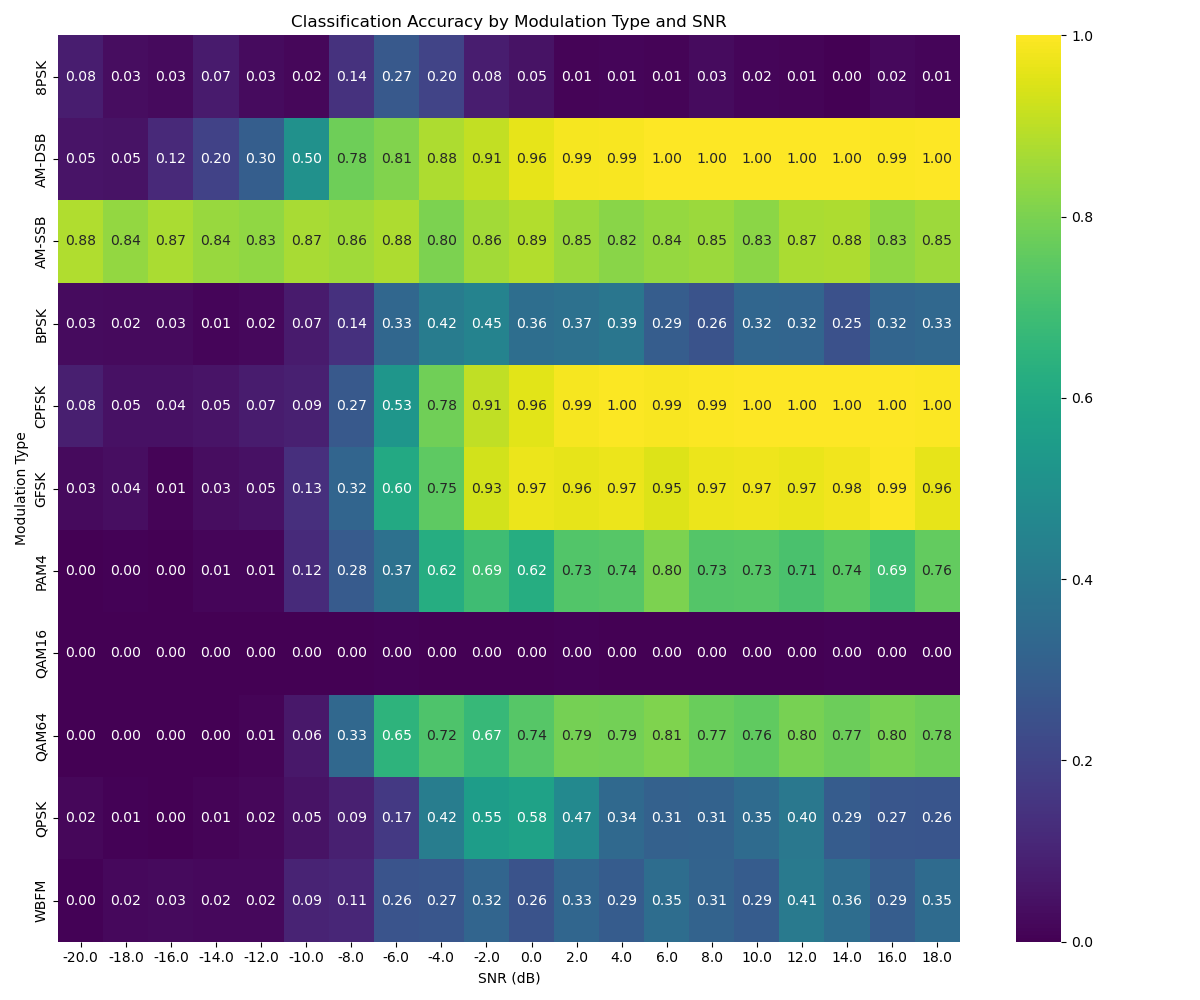 Classification Accuracy by Modulation Type and SNR
8PSK 0.08 0.03 0.03 0.07 0.03 0.02 0.14 0.27 0.20 0.08 0.05 0.01 0.01 0.01 0.03 0.02 0.01 0.00 0.02 0.01
AM-DSB 0.05 0.05 0.12 0.20 0.30 0.50 0.78 0.81 0.88 0.91 0.96 0.99 0.99 1.00 1.00 1.00 1.00 1.00 0.99 1.00
AM-SSB 0.88 0.84 0.87 0.84 0.83 0.87 0.86 0.88 0.80 0.86 0.89 0.85 0.82 0.84 0.85 0.83 0.87 0.88 0.83 0.85
BPSK 0.03 0.02 0.03 0.01 0.02 0.07 0.14 0.33 0.42 0.45 0.36 0.37 0.39 0.29 0.26 0.32 0.32 0.25 0.32 0.33
CPFSK 0.08 0.05 0.04 0.05 0.07 0.09 0.27 0.53 0.78 0.91 0.96 0.99 1.00 0.99 0.99 1.00 1.00 1.00 1.00 1.00
GFSK 0.03 0.04 0.01 0.03 0.05 0.13 0.32 0.60 0.75 0.93 0.97 0.96 0.97 0.95 0.97 0.97 0.97 0.98 0.99 0.96
PAM4 0.00 0.00 0.00 0.01 0.01 0.12 0.28 0.37 0.62 0.69 0.62 0.73 0.74 0.80 0.73 0.73 0.71 0.74 0.69 0.76
QAM16 0.00 0.00 0.00 0.00 0.00 0.00 0.00 0.00 0.00 0.00 0.00 0.00 0.00 0.00 0.00 0.00 0.00 0.00 0.00 0.00
QAM64 0.00 0.00 0.00 0.00 0.01 0.06 0.33 0.65 0.72 0.67 0.74 0.79 0.79 0.81 0.77 0.76 0.80 0.77 0.80 0.78
QPSK 0.02 0.01 0.00 0.01 0.02 0.05 0.09 0.17 0.42 0.55 0.58 0.47 0.34 0.31 0.31 0.35 0.40 0.29 0.27 0.26
WBFM 0.00 0.02 0.03 0.02 0.02 0.09 0.11 0.26 0.27 0.32 0.26 0.33 0.29 0.35 0.31 0.29 0.41 0.36 0.29 0.35
-20.0 -18.0 -16.0 -14.0 -12.0 -10.0 -8.0 -6.0 -4.0 -2.0 0.0 2.0 4.0 6.0 8.0 10.0 12.0 14.0 16.0 18.0
SNR (dB)
Modulation Type
1.0
0.8
0.6
0.4
0.2
0.0